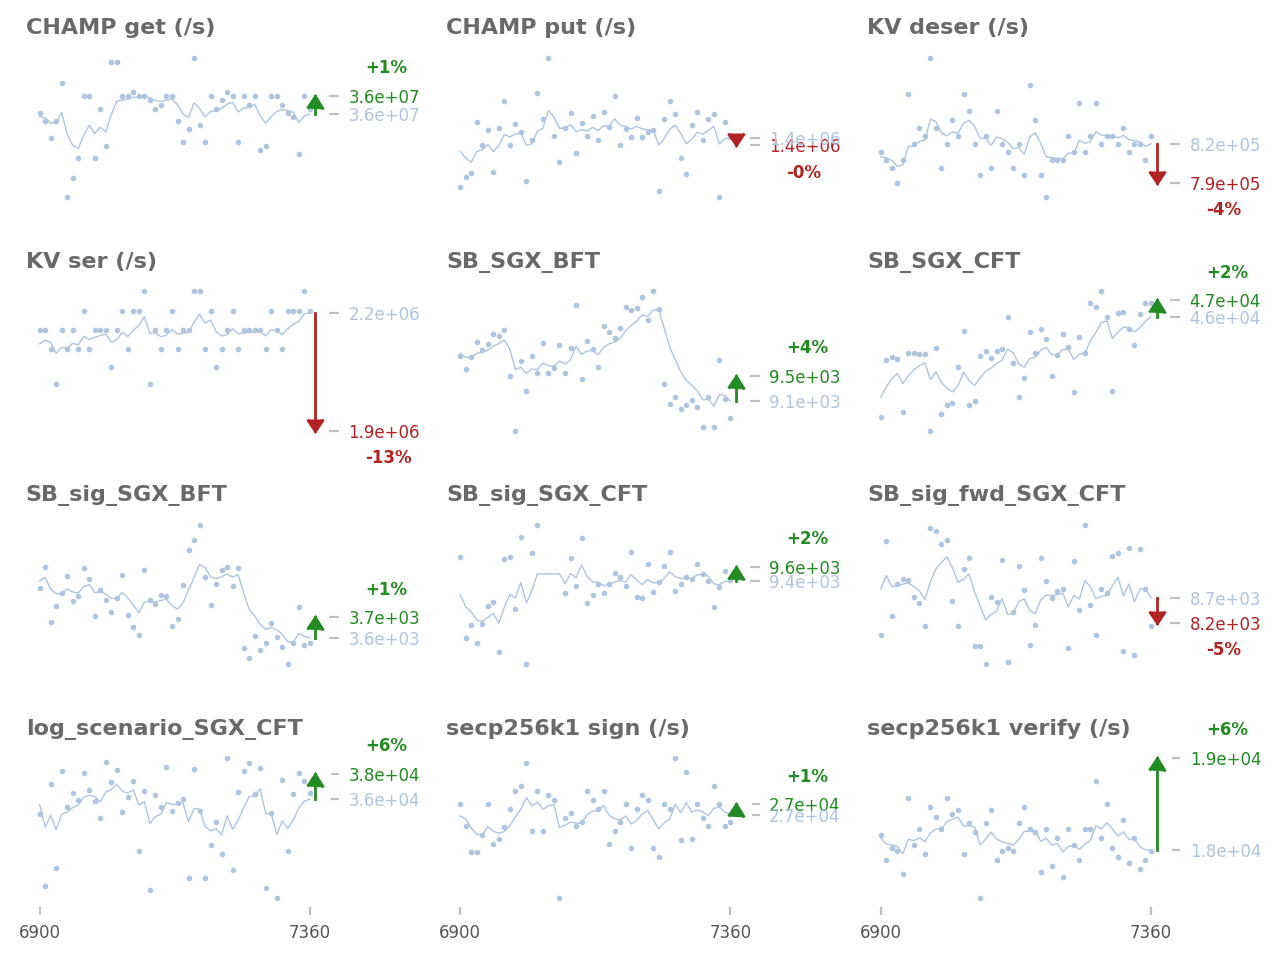 CHAMP get (/s)
+1%
3.6e+07
3.6e+07
CHAMP put (/s)
1.4e+06
1.4e+06
-0%
KV deser (/s)
8.2e+05
7.9e+05
-4%
KV ser (/s)
2.2e+06
1.9e+06
-13%
SB_SGX_BFT
+4%
9.5e+03
9.1e+03
SB_SGX_CFT
+2%
4.7e+04
4.6e+04
SB_sig_SGX_BFT
+1%
3.7e+03
3.6e+03
SB_sig_SGX_CFT
+2%
9.6e+03
9.4e+03
SB_sig_fwd_SGX_CFT
8.7e+03
8.2e+03
-5%
log_scenario_SGX_CFT
+6%
3.8e+04
3.6e+04
secp256k1 sign (/s)
+1%
2.7e+04
2.7e+04
secp256k1 verify (/s)
+6%
1.9e+04
1.8e+04
6900
7360
6900
7360
6900
7360